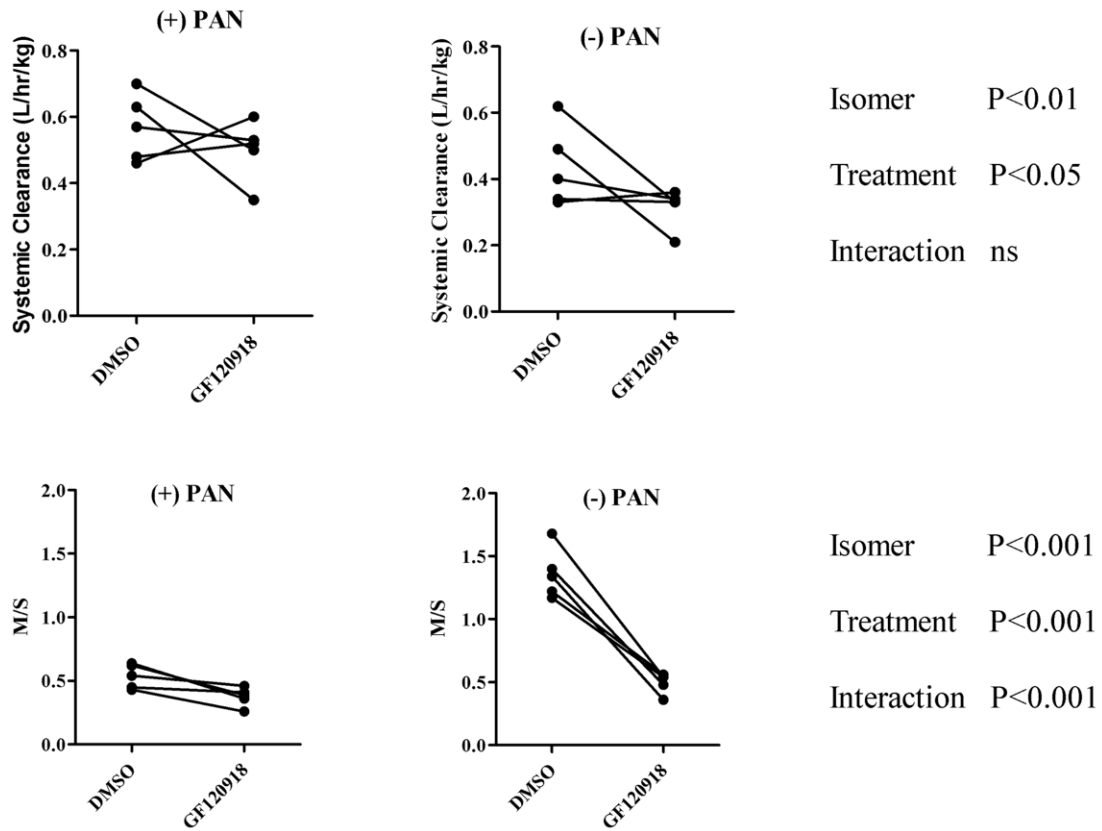 (+) PAN
Systemic Clearance (L/hr/kg)
0.8
0.6
0.4
0.2
0.0
DMSO
GF120918
(-) PAN
Systemic Clearance (L/hr/kg)
0.8
0.6
0.4
0.2
0.0
DMSO
GF120918
Isomer P<0.01
Treatment P<0.05
Interaction ns
(+) PAN
M/S
2.0
1.5
1.0
0.5
0.0
DMSO
GF120918
(-) PAN
M/S
2.0
1.5
1.0
0.5
0.0
DMSO
GF120918
Isomer P<0.001
Treatment P<0.001
Interaction P<0.001